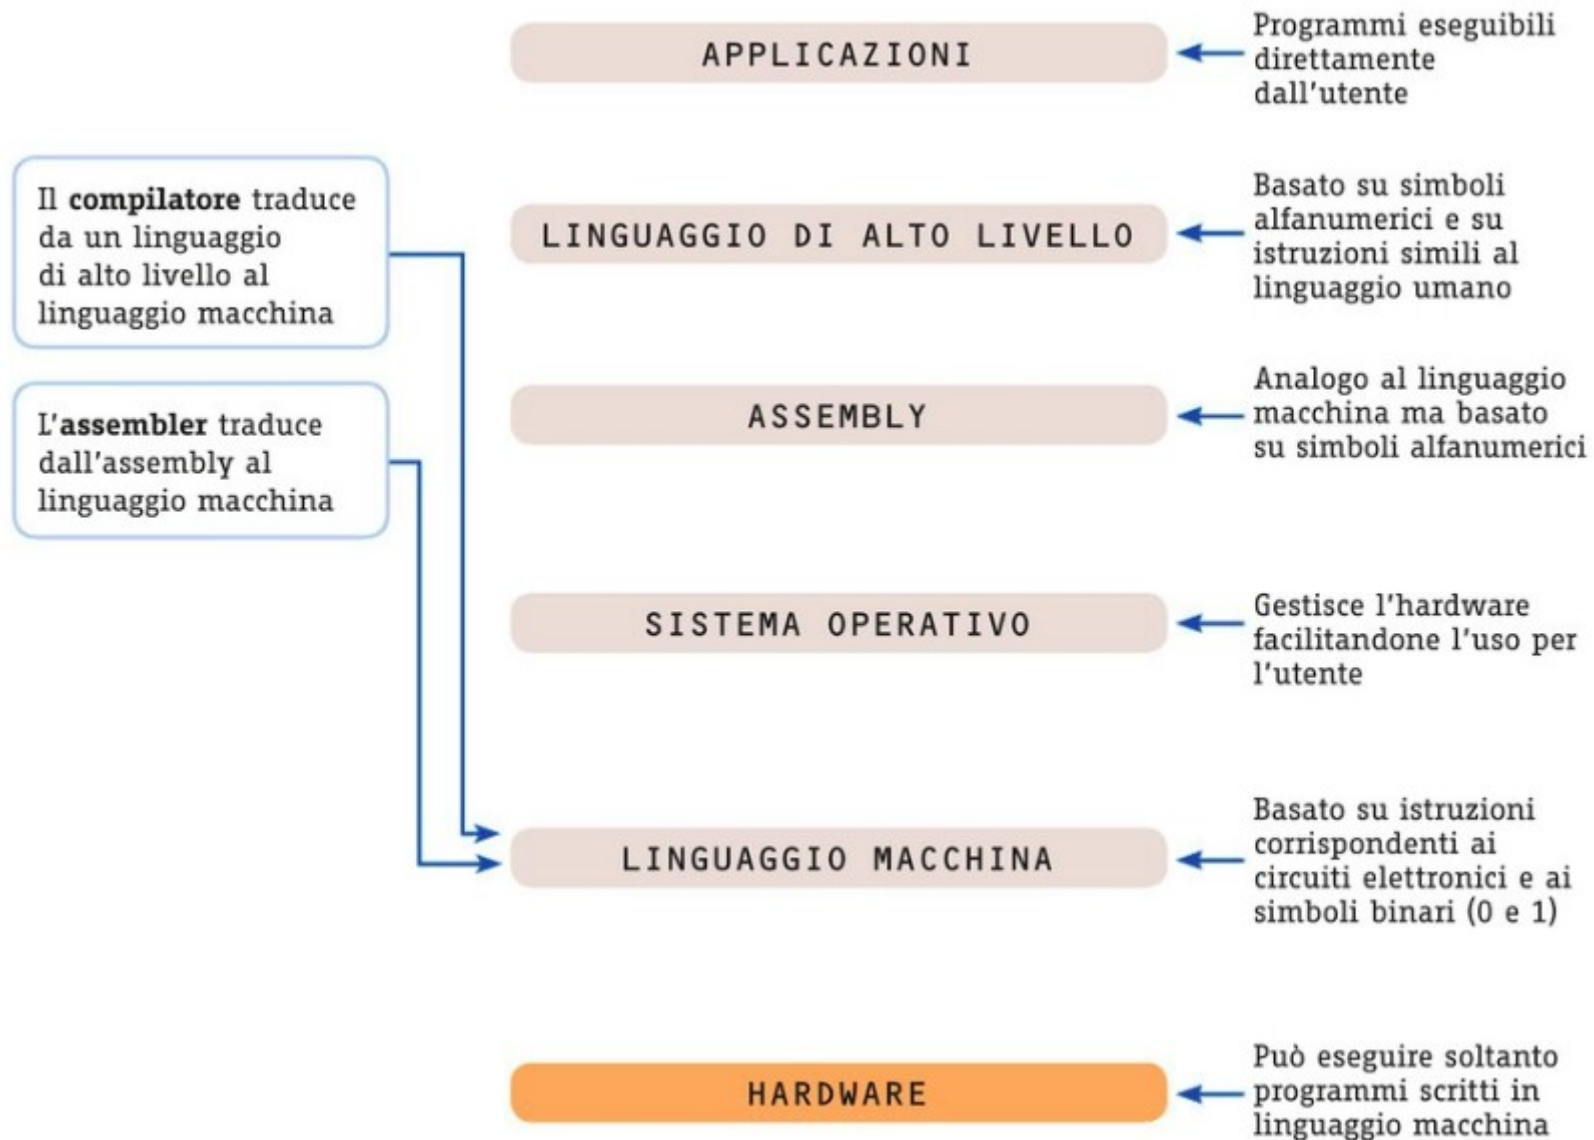 APPLICAZIONI
Programmi eseguibili
direttamente
dall'utente
Il compilatore traduce
da un linguaggio
di alto livello al
linguaggio macchina
LINGUAGGIO DI ALTO LIVELLO
Basato su simboli
alfanumerici e su
istruzioni simili al
linguaggio umano
L'assembler traduce
dall'assembly al
linguaggio macchina
ASSEMBLY
Analogo al linguaggio
macchina ma basato
su simboli alfanumerici
SISTEMA OPERATIVO
Gestisce l'hardware
facilitandone l'uso per
l'utente
LINGUAGGIO MACCHINA
Basato su istruzioni
corrispondenti ai
circuiti elettronici e ai
simboli binari (0 e 1)
HARDWARE
Può eseguire soltanto
programmi scritti in
linguaggio macchina